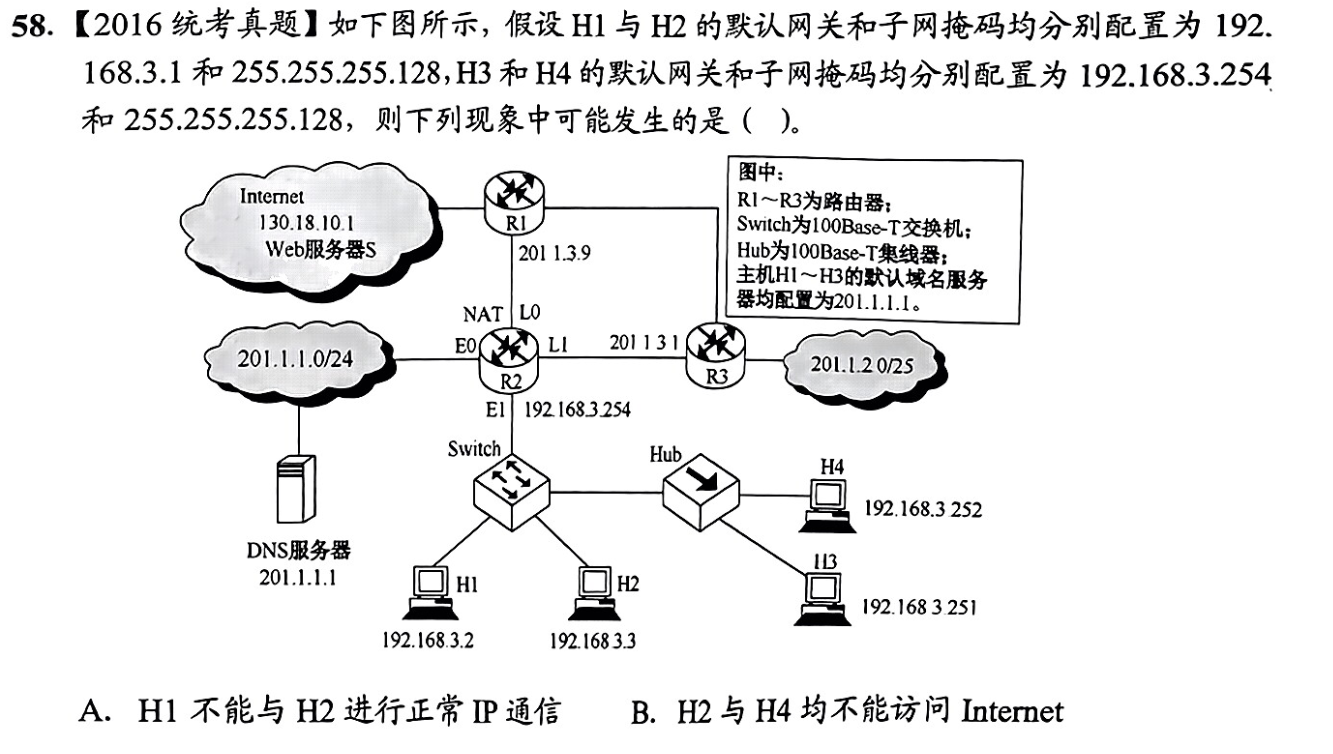 58.【2016 统考真题】如下图所示，假设 H1 与 H2 的默认网关和子网掩码均分别配置为 192.
168.3.1 和 255.255.255.128，H3 和 H4 的默认网关和子网掩码均分别配置为 192.168.3.254
和 255.255.255.128，则下列现象中可能发生的是（ ）。
Internet
130.18.10.1
Web服务器S
R1
201 1.3.9
图中：
R1～R3为路由器；
Switch为100Base-T交换机；
Hub为100Base-T集线器；
主机H1～H3的默认域名服务
器均配置为201.1.1.1。
NAT L0
201.1.1.0/24
E0
R2
L1
201 1 3 1
R3
201.1.2 0/25
E1 192.168.3.254
Switch
Hub
H4
192.168.3 252
DNS服务器
201.1.1.1
H1
192.168.3.2
H2
192.168 3.3
H3
192.168 3.251
A. H1 不能与 H2 进行正常 IP 通信 B. H2 与 H4 均不能访问 Internet